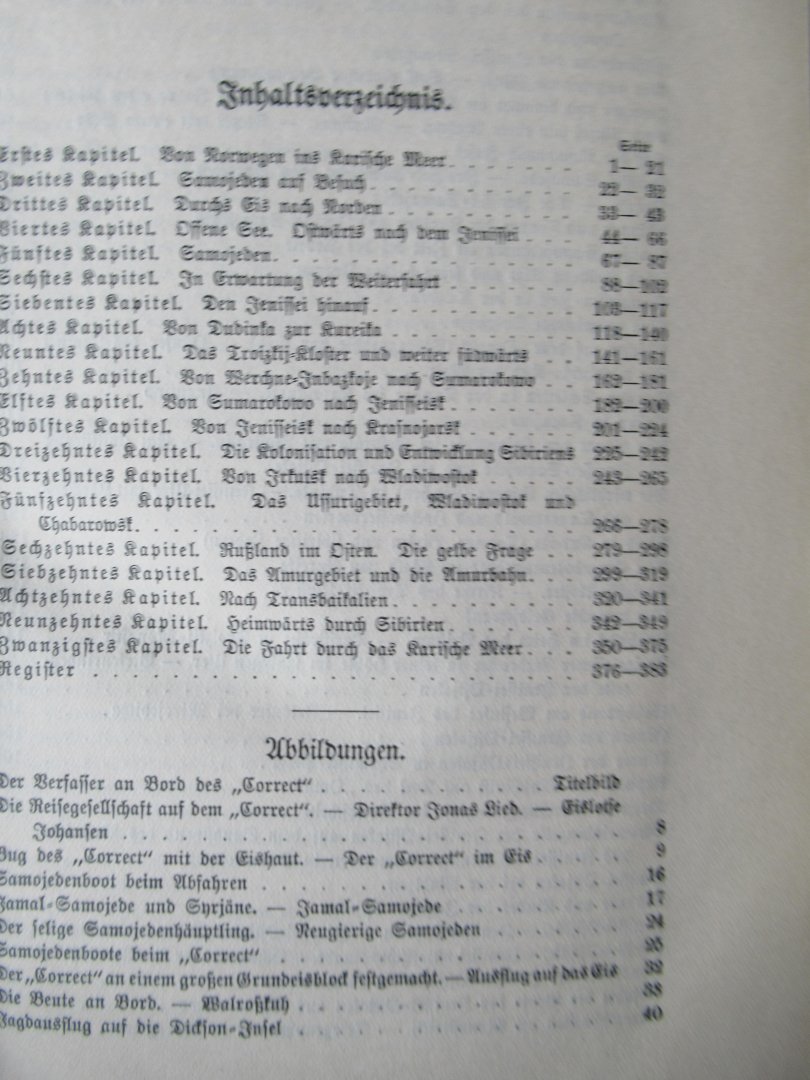 Inhaltsverzeichnis.
Seite
Erstes Kapitel. Von Norwegen ins Karische Meer . . . . . . . . 1— 21
Zweites Kapitel. Samojeden auf Besuch . . . . . . . . . . . 22— 32
Drittes Kapitel. Durchs Eis nach Norden . . . . . . . . . . 33— 43
Viertes Kapitel. Offene See. Ostwärts nach dem Jenissei . . . 44— 66
Fünftes Kapitel. Samojeden. . . . . . . . . . . . . . . . 67— 87
Sechstes Kapitel. In Erwartung der Weiterfahrt . . . . . . . 88—102
Siebentes Kapitel. Den Jenissei hinauf . . . . . . . . . . . 103—117
Achtes Kapitel. Von Dudinka zur Kureika . . . . . . . . . . 118—140
Neuntes Kapitel. Das Troizkij-Kloster und weiter südwärts . . 141—161
Zehntes Kapitel. Von Werchne-Inbazkoje nach Sumarokowo . . 162—181
Elftes Kapitel. Von Sumarokowo nach Jenisseisk . . . . . . . 182—200
Zwölftes Kapitel. Von Jenisseisk nach Krasnojarsk . . . . . . 201—224
Dreizehntes Kapitel. Die Kolonisation und Entwicklung Sibiriens 225—242
Vierzehntes Kapitel. Von Irkutsk nach Wladiwostok . . . . . 243—265
Fünfzehntes Kapitel. Das Ussurigebiet, Wladiwostok und
Chabarowsk. . . . . . . . . . . . . . . . . . . . . . 266—278
Sechzehntes Kapitel. Rußland im Osten. Die gelbe Frage . . . 279—298
Siebzehntes Kapitel. Das Amurgebiet und die Amurbahn. . . . 299—319
Achtzehntes Kapitel. Nach Transbaikalien . . . . . . . . . . 320—341
Neunzehntes Kapitel. Heimwärts durch Sibirien. . . . . . . . 342—349
Zwanzigstes Kapitel. Die Fahrt durch das Karische Meer . . . . 350—375
Register . . . . . . . . . . . . . . . . . . . . . . . . 376—383
Abbildungen.
Der Verfasser an Bord des „Correct“ . . . . . . . . . . . Titelbild
Die Reisegesellschaft auf dem „Correct“. — Direktor Jonas Lied. — Eislotse
Johansen . . . . . . . . . . . . . . . . . . . . . . . . 8
Bug des „Correct“ mit der Eishaut. — Der „Correct“ im Eis . . . . . 9
Samojedenboot beim Abfahren . . . . . . . . . . . . . . . . . 16
Jamal-Samojede und Syrjäne. — Jamal-Samojede . . . . . . . . . 17
Der selige Samojedenhäuptling. — Neugierige Samojeden . . . . . . . 24
Samojedenboote beim „Correct“ . . . . . . . . . . . . . . . . 25
Der „Correct“ an einem großen Grundeisblock festgemacht. — Ausflug auf das Eis 32
Die Beute an Bord. — Walroßkuh . . . . . . . . . . . . . . . 38
Jagdausflug auf die Dickson-Insel . . . . . . . . . . . . . . . 40